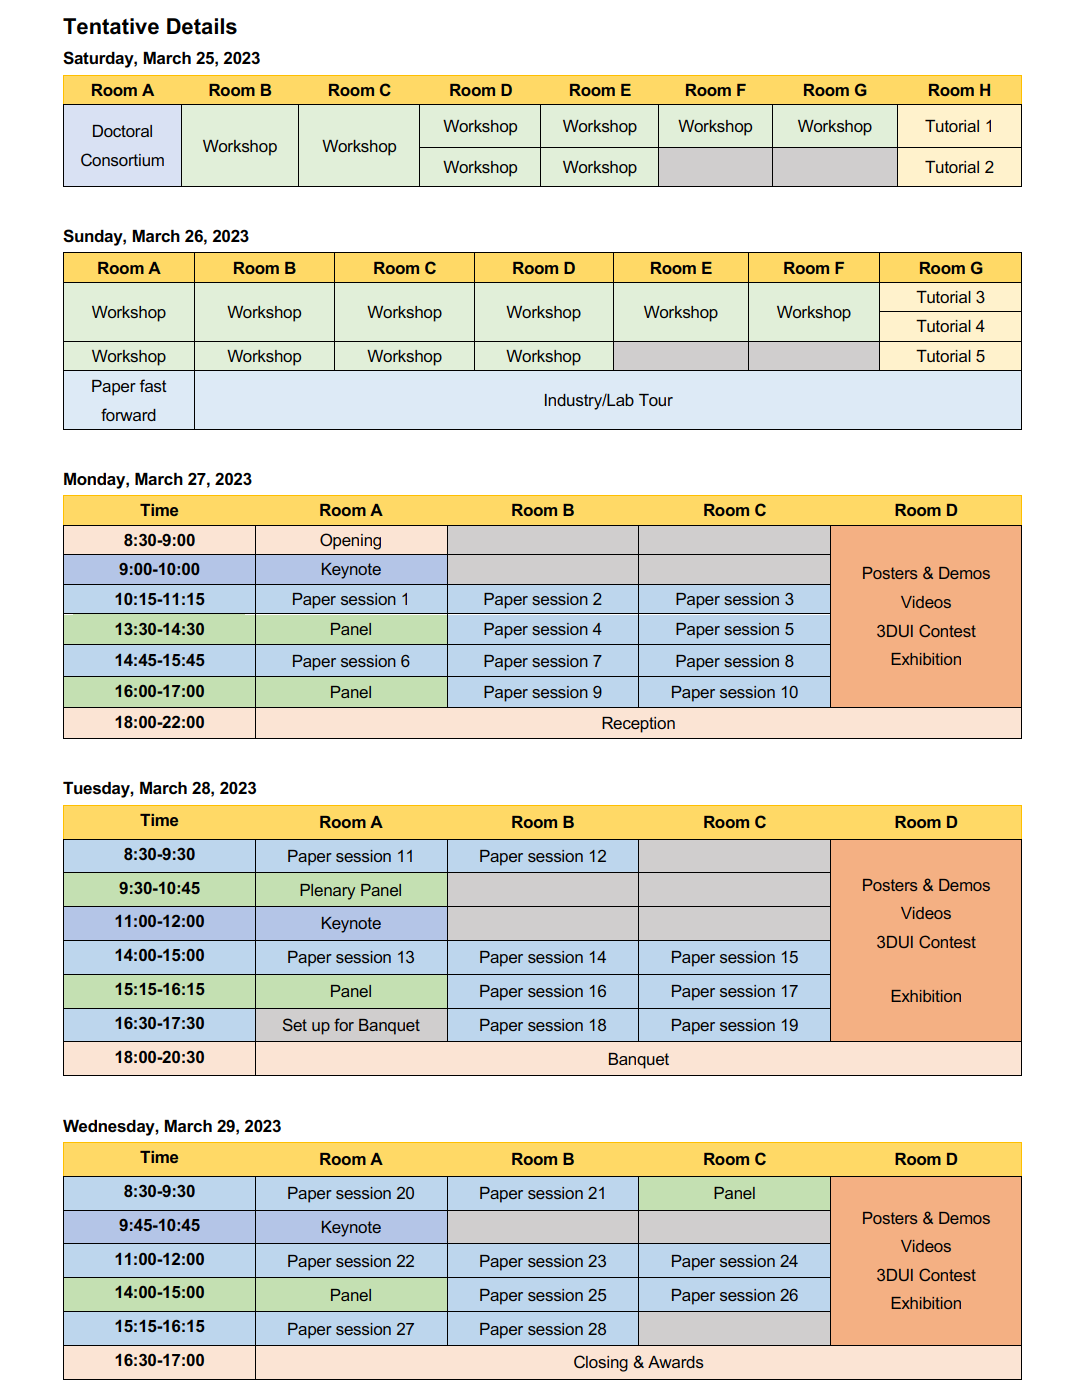 Tentative Details
Saturday, March 25, 2023
Room A Room B Room C Room D Room E Room F Room G Room H
Doctoral Consortium Workshop Workshop Workshop Workshop Workshop Workshop Tutorial 1
Workshop Workshop Tutorial 2
Sunday, March 26, 2023
Room A Room B Room C Room D Room E Room F Room G
Workshop Workshop Workshop Workshop Workshop Workshop Tutorial 3
Tutorial 4
Workshop Workshop Workshop Workshop Tutorial 5
Paper fast forward Industry/Lab Tour
Monday, March 27, 2023
Time Room A Room B Room C Room D
8:30-9:00 Opening
9:00-10:00 Keynote
Posters & Demos
10:15-11:15 Paper session 1 Paper session 2 Paper session 3
Videos
13:30-14:30 Panel Paper session 4 Paper session 5
3DUI Contest
14:45-15:45 Paper session 6 Paper session 7 Paper session 8
Exhibition
16:00-17:00 Panel Paper session 9 Paper session 10
18:00-22:00 Reception
Tuesday, March 28, 2023
Time Room A Room B Room C Room D
8:30-9:30 Paper session 11 Paper session 12
9:30-10:45 Plenary Panel
Posters & Demos
11:00-12:00 Keynote
Videos
3DUI Contest
14:00-15:00 Paper session 13 Paper session 14 Paper session 15
15:15-16:15 Panel Paper session 16 Paper session 17
Exhibition
16:30-17:30 Set up for Banquet Paper session 18 Paper session 19
18:00-20:30 Banquet
Wednesday, March 29, 2023
Time Room A Room B Room C Room D
8:30-9:30 Paper session 20 Paper session 21 Panel
Posters & Demos
9:45-10:45 Keynote
Videos
11:00-12:00 Paper session 22 Paper session 23 Paper session 24
3DUI Contest
14:00-15:00 Panel Paper session 25 Paper session 26
Exhibition
15:15-16:15 Paper session 27 Paper session 28
16:30-17:00 Closing & Awards